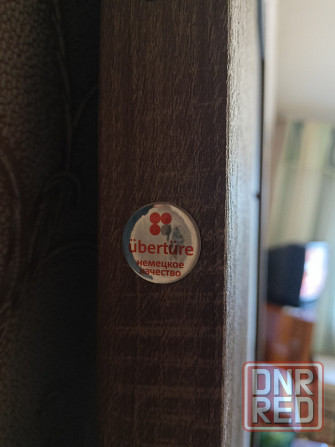 überture
немецкое
качество
DNR
RED